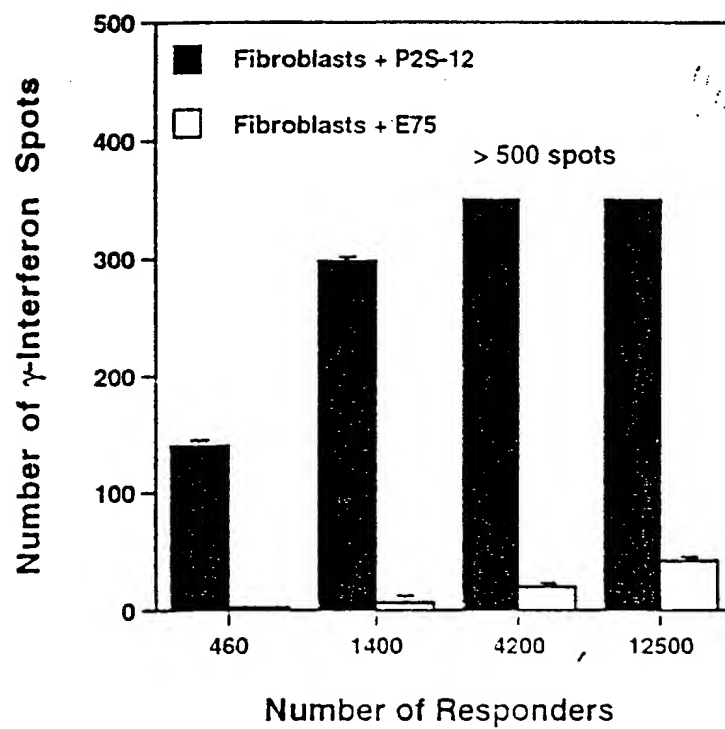 Number of γ-Interferon Spots
500
400
300
200
100
0
Fibroblasts + P2S-12
Fibroblasts + E75
> 500 spots
460
1400
4200
12500
Number of Responders